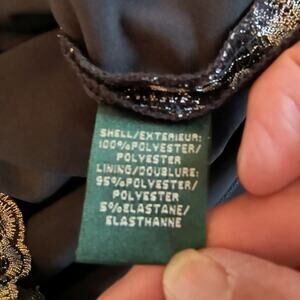 SHELL/EXTERIEUR:
100%POLYESTER/
POLYESTER
LINING/DOUBLURE:
95%POLYESTER/
POLYESTER
5%ELASTANE/
ELASTHANNE